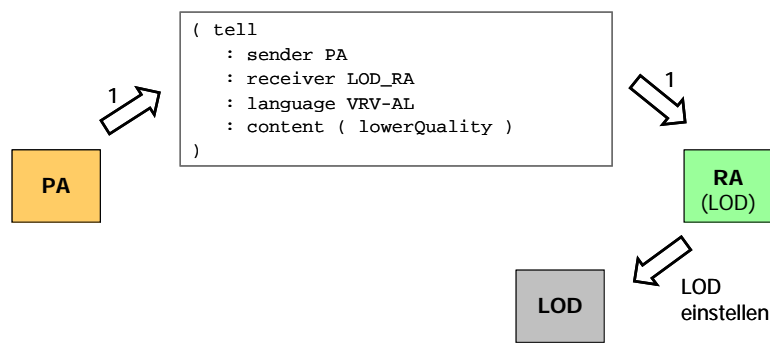 ( tell
: sender PA
: receiver LOD_RA
: language VRV-AL
: content ( lowerQuality )
)
1
1
PA
RA
(LOD)
LOD
LOD
einstellen